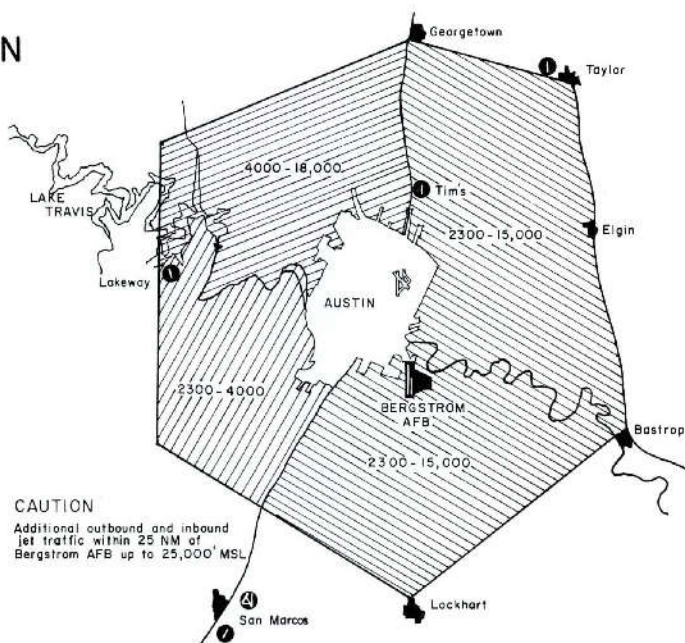 N
Georgetown
Taylor
4000-18,000
LAKE
TRAVIS
Tim's
2300-15,000
Elgin
Lakeway
AUSTIN
2300-4000
BERGSTROM
AFB
Bastrop
2300-15,000
CAUTION
Additional outbound and inbound
jet traffic within 25 NM of
Bergstrom AFB up to 25,000' MSL
Lockhart
San Marcos